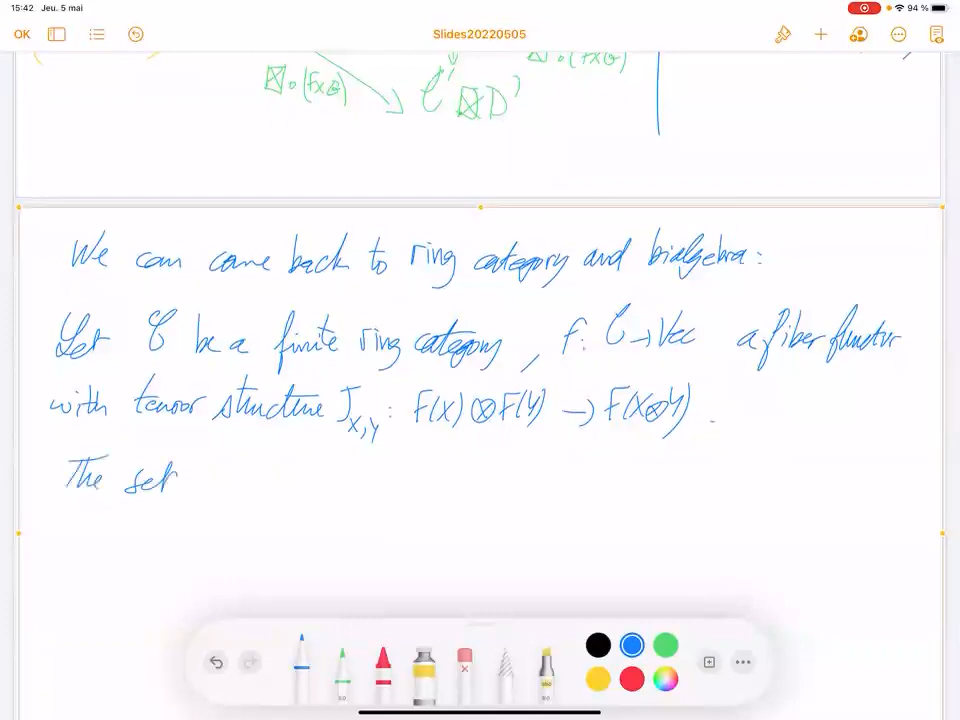 15:42 Jeu. 5 mai
94 %
OK
Slides20220505
⊠∘(F×G)
C' ⊠ D'
⊠∘(F×G)
We can come back to ring category and bialgebra:
Let C be a finite ring category, F: C → Vec a fiber functor
with tensor structure J_{X,Y}: F(X)⊗F(Y) → F(X⊗Y).
The set